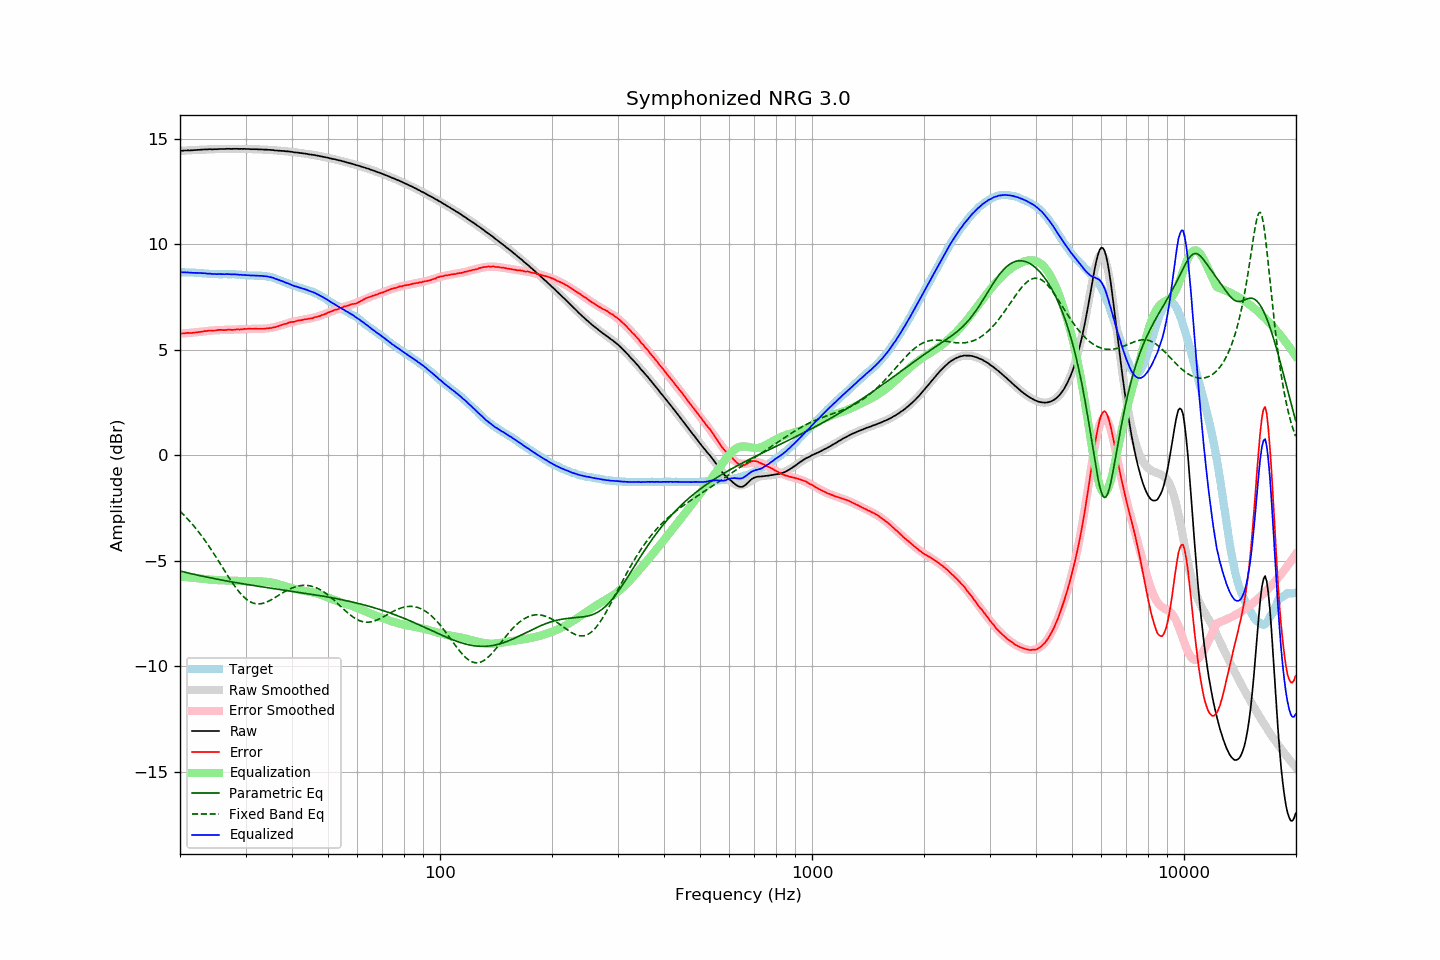 Symphonized NRG 3.0
Amplitude (dBr)
15
10
5
0
−5
−10
−15
Target
Raw Smoothed
Error Smoothed
Raw
Error
Equalization
Parametric Eq
Fixed Band Eq
Equalized
100
1000
10000
Frequency (Hz)